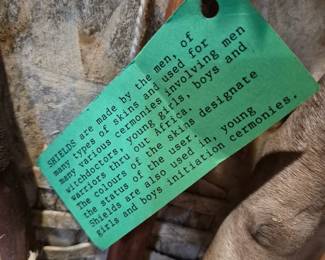 SHIELDS are made by the men of
many types of skins and used for
many various cermonies involving men
witchdoctors, young girls, boys and
warriors thru out Africa.
The colours of the skins designate
the status of the user.
Shields are also used in, young
girls and boys initiation cermonies.